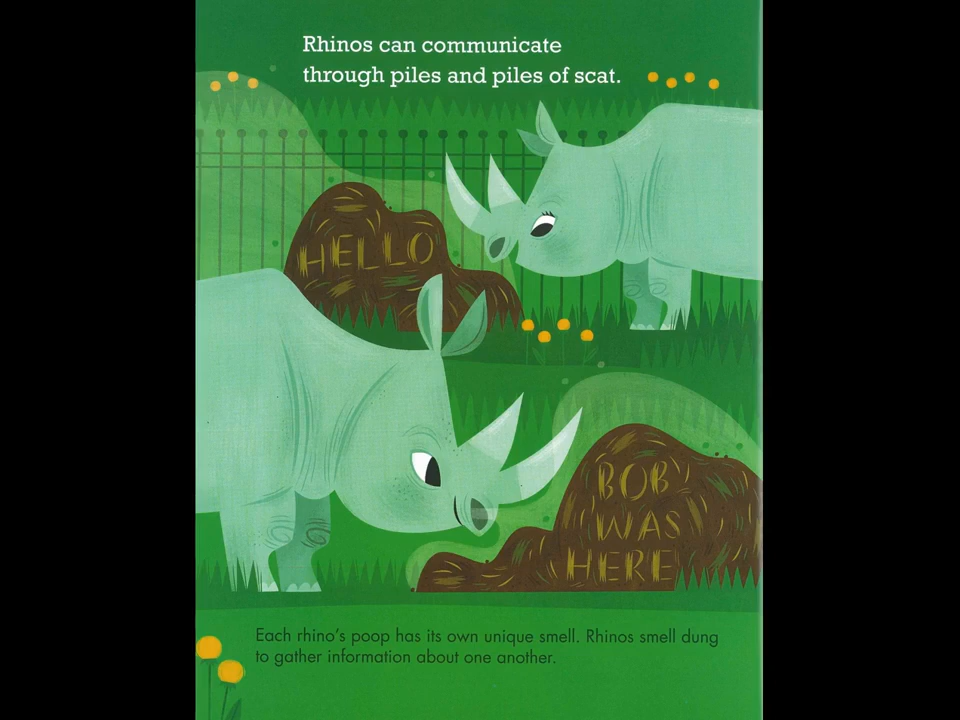 Rhinos can communicate
through piles and piles of scat.
HELLO
BOB
WAS
HERE
Each rhino's poop has its own unique smell. Rhinos smell dung
to gather information about one another.